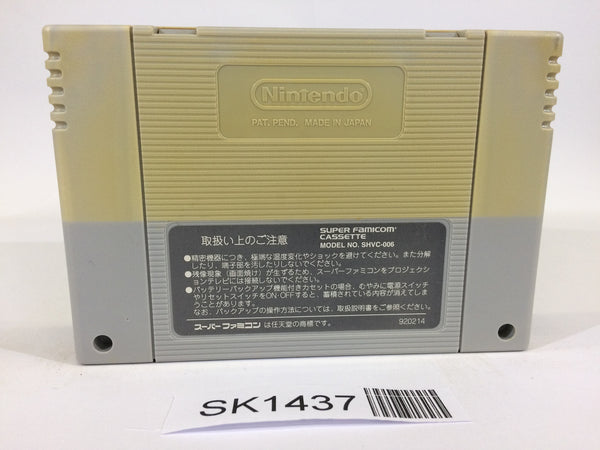 Nintendo
PAT. PEND. MADE IN JAPAN
取扱い上のご注意
SUPER FAMICOM
CASSETTE
MODEL NO. SHVC-006
●精密機器につき、極端な温度変化やショックを避けてください。また分解
したり、端子部を汚したりしないでください。
●残像現象（画面焼け）が生ずるため、スーパーファミコンをプロジェクシ
ョンテレビには接続しないでください。
●バッテリーバックアップ機能付きカセットの場合、むやみに電源スイッチ
やリセットスイッチをON・OFFすると、蓄積されている内容が消えてしま
うことがあります。
なお、バックアップの操作方法については、取扱説明書をご参照ください。
スーパーファミコン は任天堂の商標です。
920214
SK1437